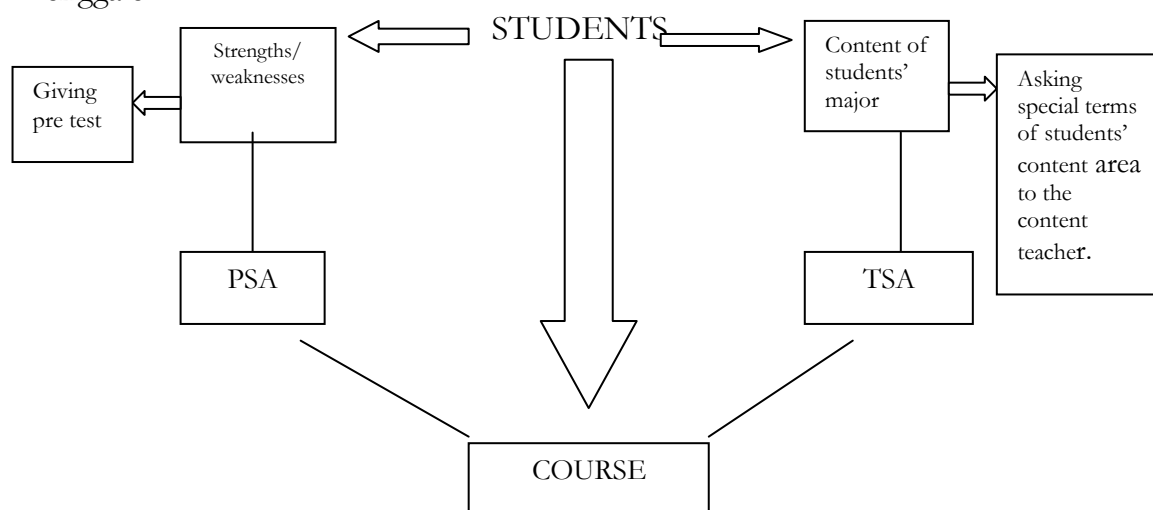 STUDENTS
Strengths/
weaknesses
Giving
pre test
Content of
students’
major
Asking
special terms
of students’
content area
to the
content
teacher.
PSA
TSA
COURSE